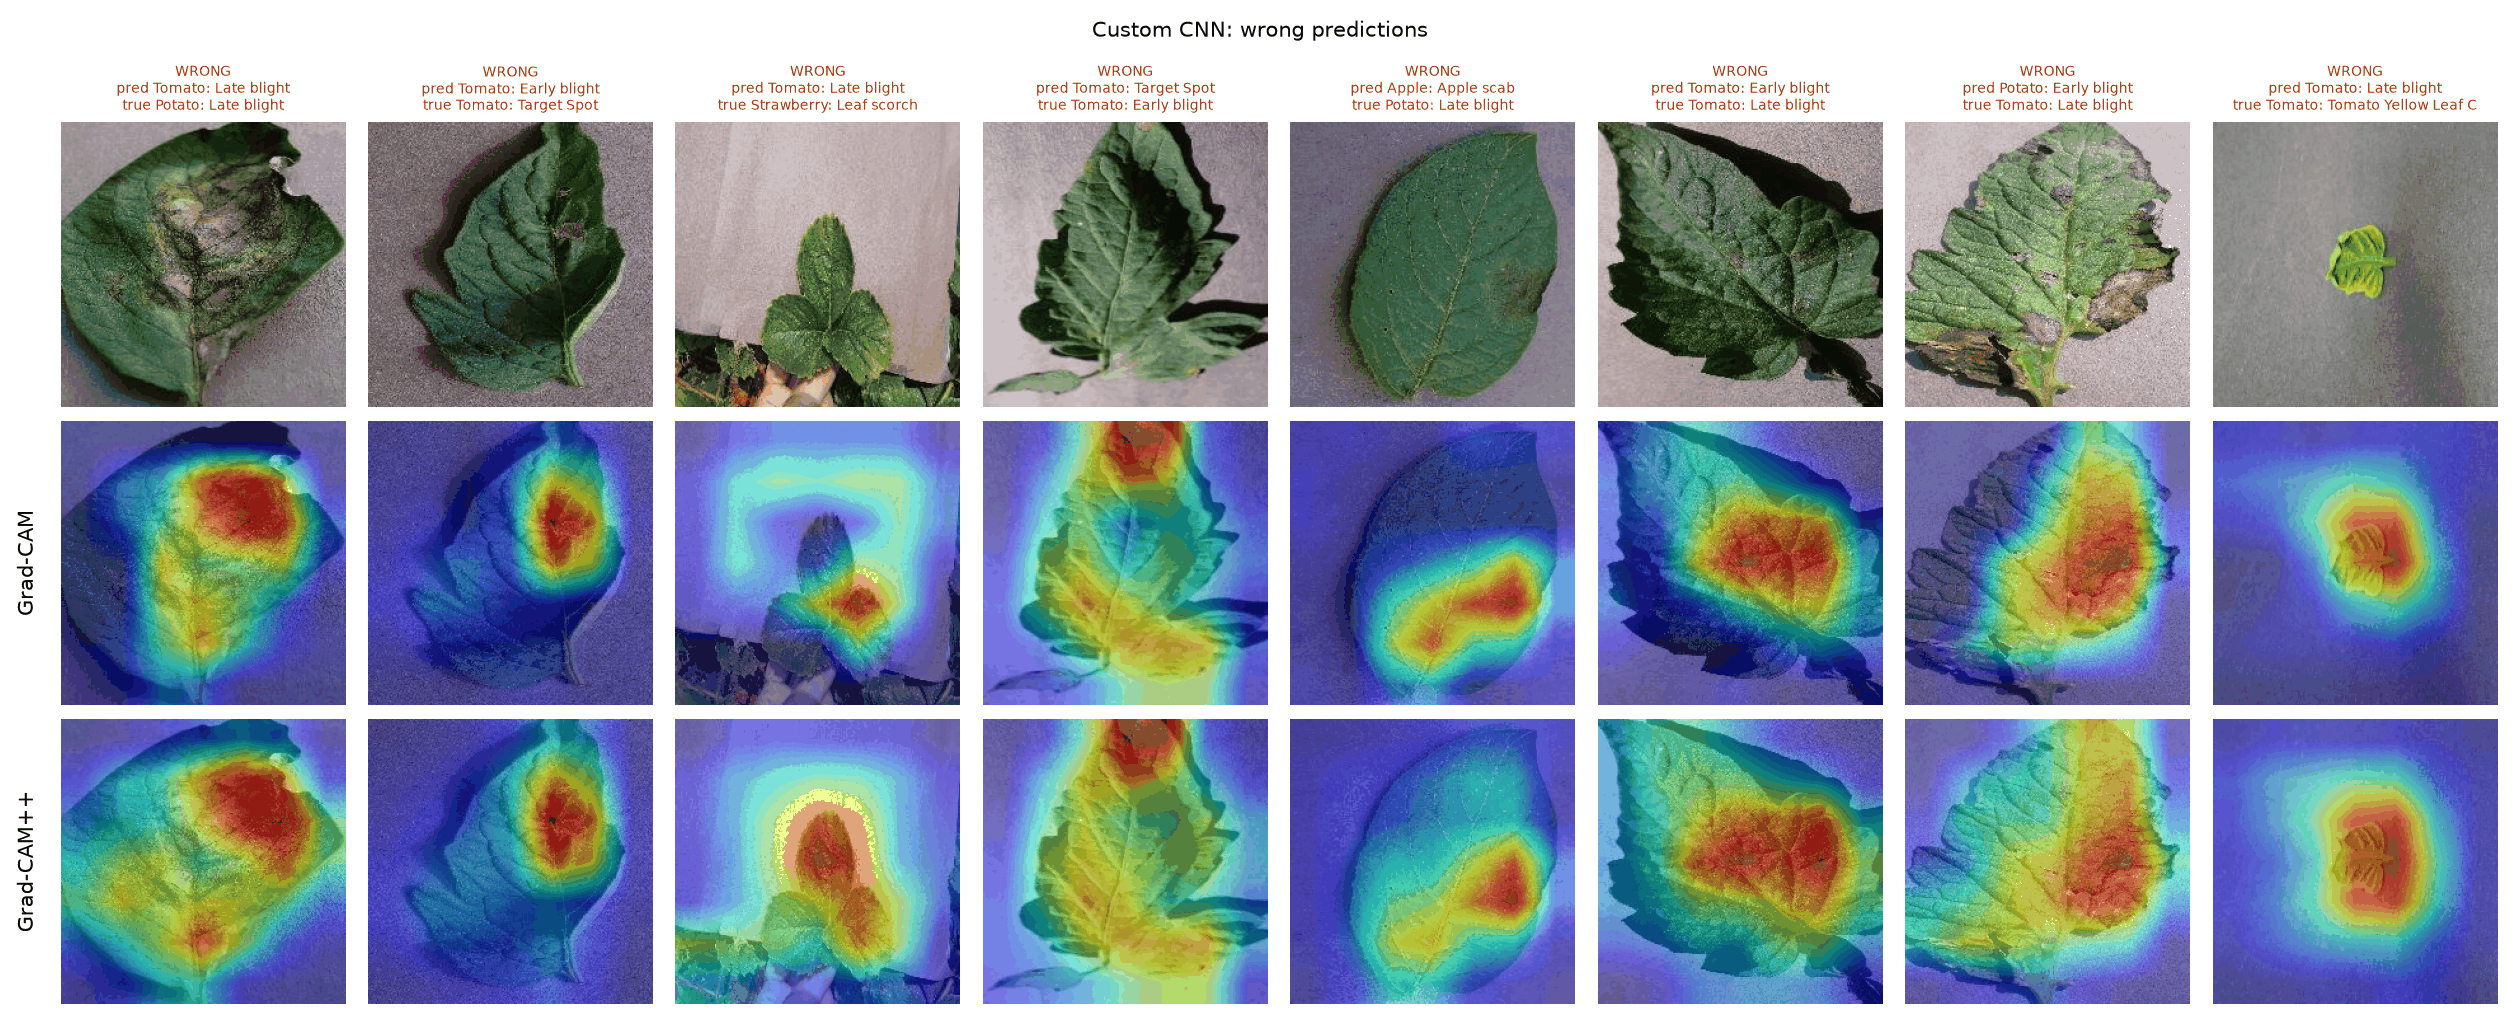 Custom CNN: wrong predictions
WRONG
pred Tomato: Late blight
true Potato: Late blight
WRONG
pred Tomato: Early blight
true Tomato: Target Spot
WRONG
pred Tomato: Late blight
true Strawberry: Leaf scorch
WRONG
pred Tomato: Target Spot
true Tomato: Early blight
WRONG
pred Apple: Apple scab
true Potato: Late blight
WRONG
pred Tomato: Early blight
true Tomato: Late blight
WRONG
pred Potato: Early blight
true Tomato: Late blight
WRONG
pred Tomato: Late blight
true Tomato: Tomato Yellow Leaf C
Grad-CAM
Grad-CAM++